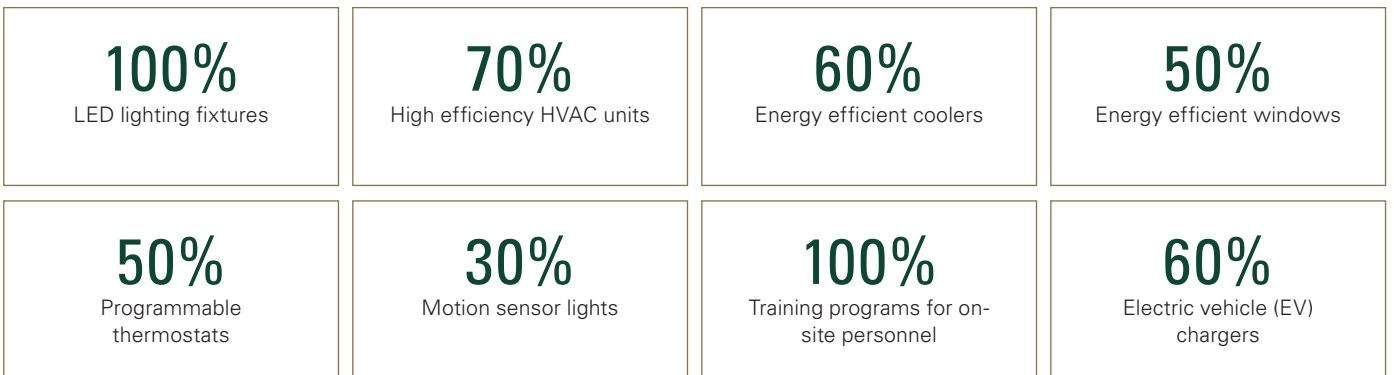 100%
LED lighting fixtures
70%
High efficiency HVAC units
60%
Energy efficient coolers
50%
Energy efficient windows
50%
Programmable
thermostats
30%
Motion sensor lights
100%
Training programs for on-
site personnel
60%
Electric vehicle (EV)
chargers